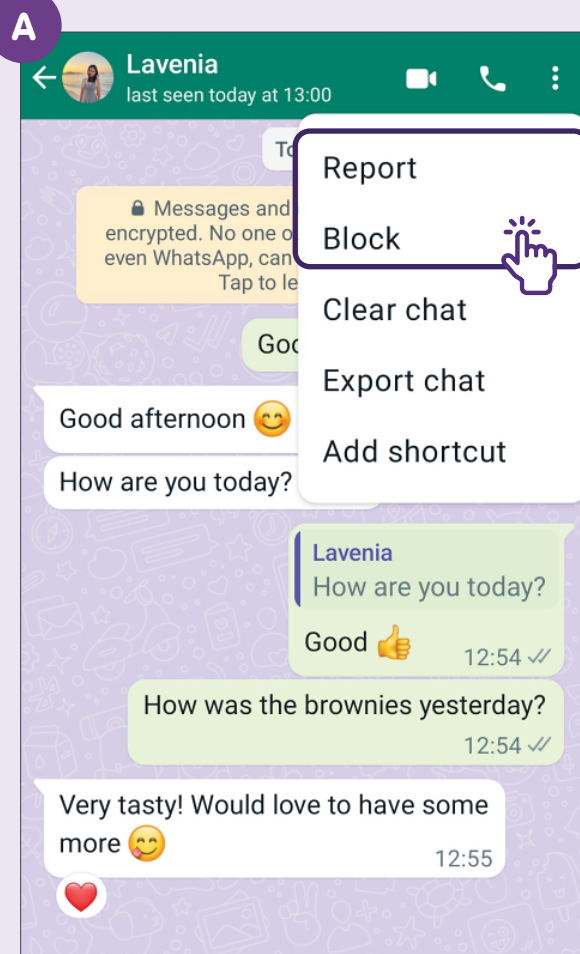 A
Lavenia
last seen today at 13:00
Report
Block
Clear chat
Export chat
Add shortcut
Messages and
encrypted. No one
even WhatsApp, can
Tap to
Good afternoon 😊
How are you today?
Lavenia
How are you today?
Good 👍
12:54
How was the brownies yesterday?
12:54
Very tasty! Would love to have some
more 😋
12:55
❤️